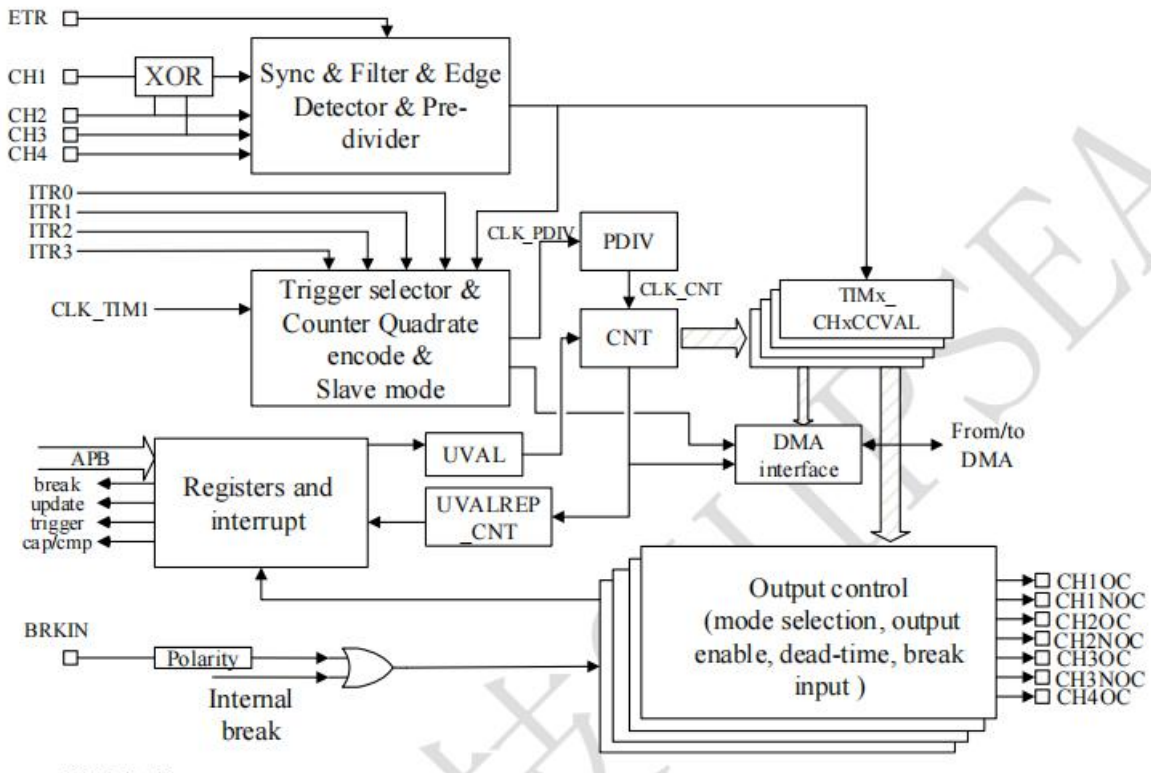 ETR
CH1
XOR
CH2
CH3
CH4
Sync & Filter & Edge
Detector & Pre-
divider
ITR0
ITR1
ITR2
ITR3
CLK_TIM1
Trigger selector &
Counter Quadrate
encode &
Slave mode
CLK_PDIV
PDIV
CLK_CNT
CNT
TIMx_
CHxCCVAL
DMA
interface
From/to
DMA
APB
break
update
trigger
cap/cmp
Registers and
interrupt
UVAL
UVALREP
_CNT
BRKIN
Polarity
Internal
break
Output control
(mode selection, output
enable, dead-time, break
input )
CH1OC
CH1NOC
CH2OC
CH2NOC
CH3OC
CH3NOC
CH4OC